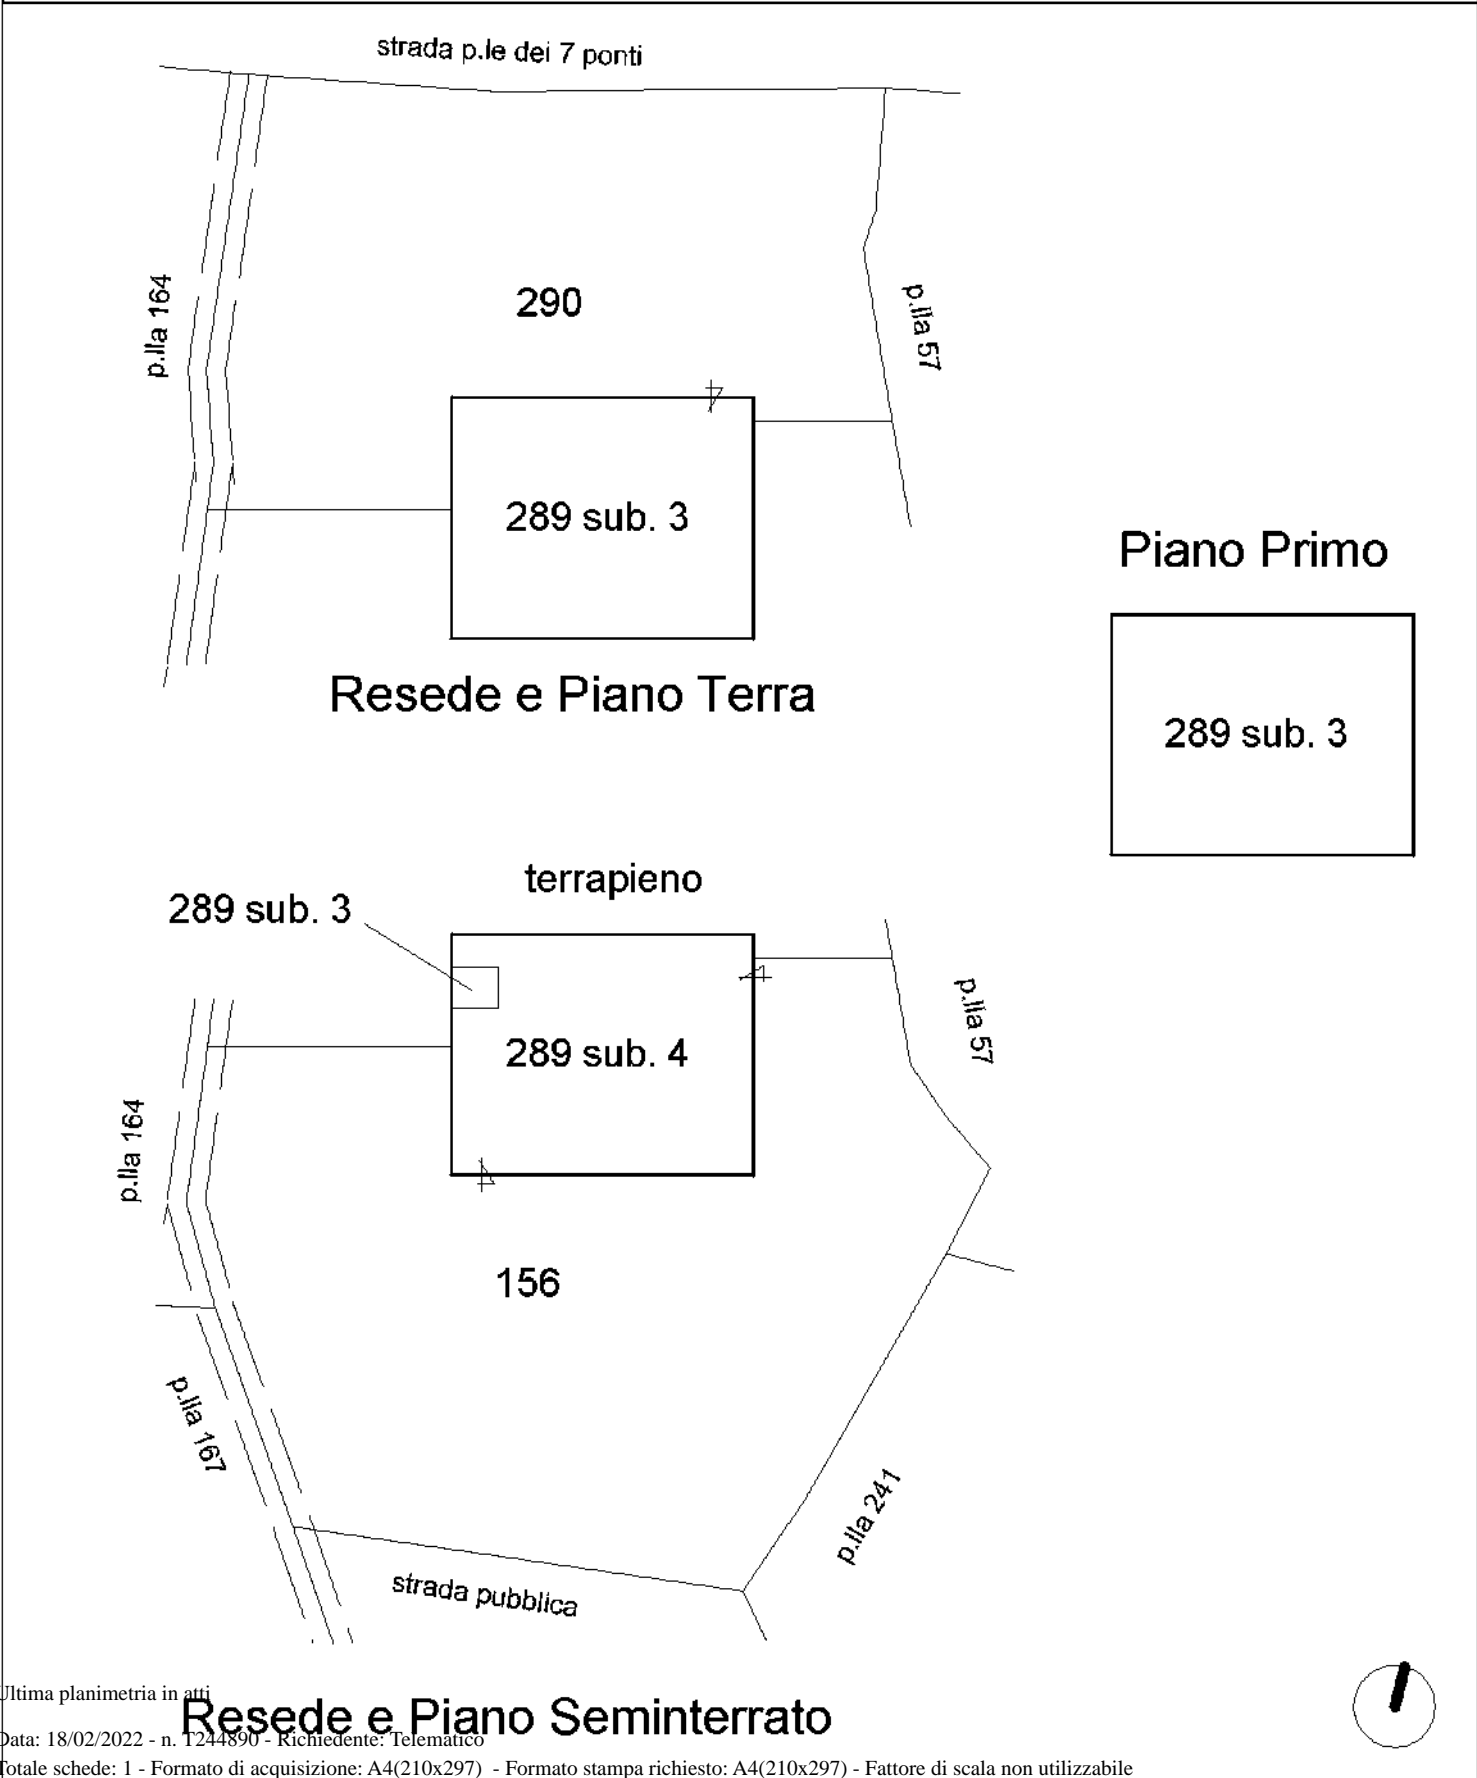 strada p.le dei 7 ponti
p.lla 164
290
p.lla 57
289 sub. 3
Resede e Piano Terra
Piano Primo
289 sub. 3
terrapieno
289 sub. 3
289 sub. 4
p.lla 57
p.lla 164
156
p.lla 167
p.lla 241
strada pubblica
Ultima planimetria in atti
Resede e Piano Seminterrato
Data: 18/02/2022 - n. T244890 - Richiedente: Telematico
Totale schede: 1 - Formato di acquisizione: A4(210x297) - Formato stampa richiesto: A4(210x297) - Fattore di scala non utilizzabile